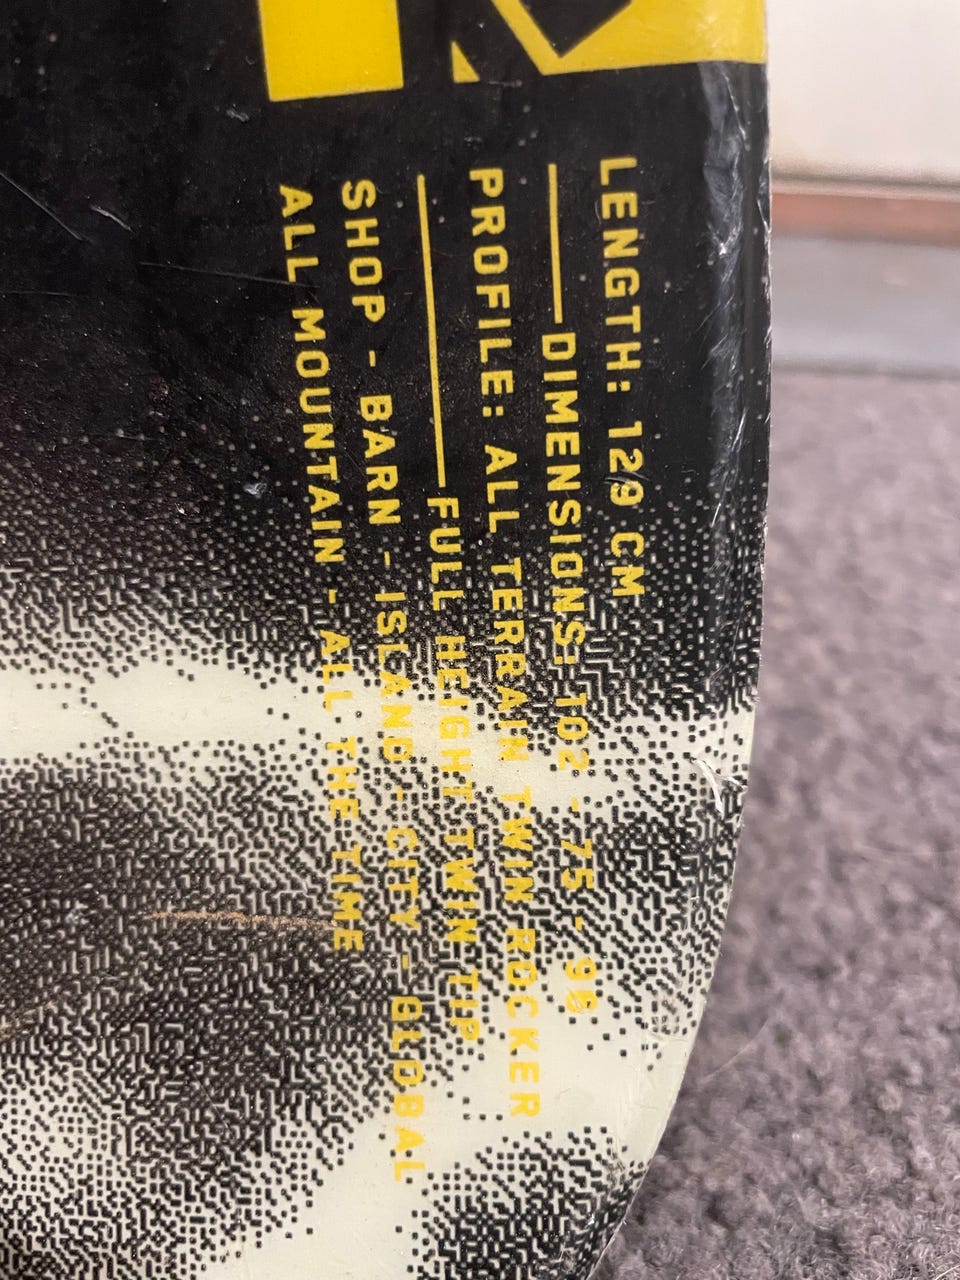 LENGTH: 129 CM
DIMENSIONS: 102 - 75 - 96
PROFILE: ALL TERRAIN TWIN ROCKER
FULL HEIGHT TWIN TIP
SHOP - BARN - ISLAND - CITY - GLOBAL
ALL MOUNTAIN - ALL THE TIME